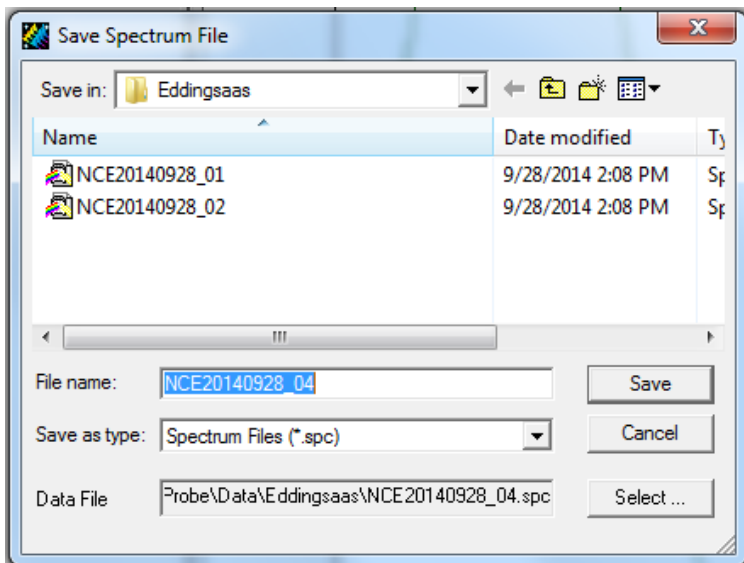 Save Spectrum File
Save in: Eddingsaas
Name Date modified Ty
NCE20140928_01 9/28/2014 2:08 PM Sp
NCE20140928_02 9/28/2014 2:08 PM Sp
File name: NCE20140928_04 Save
Save as type: Spectrum Files (*.spc) Cancel
Data File Probe\Data\Eddingsaas\NCE20140928_04.spc Select ...